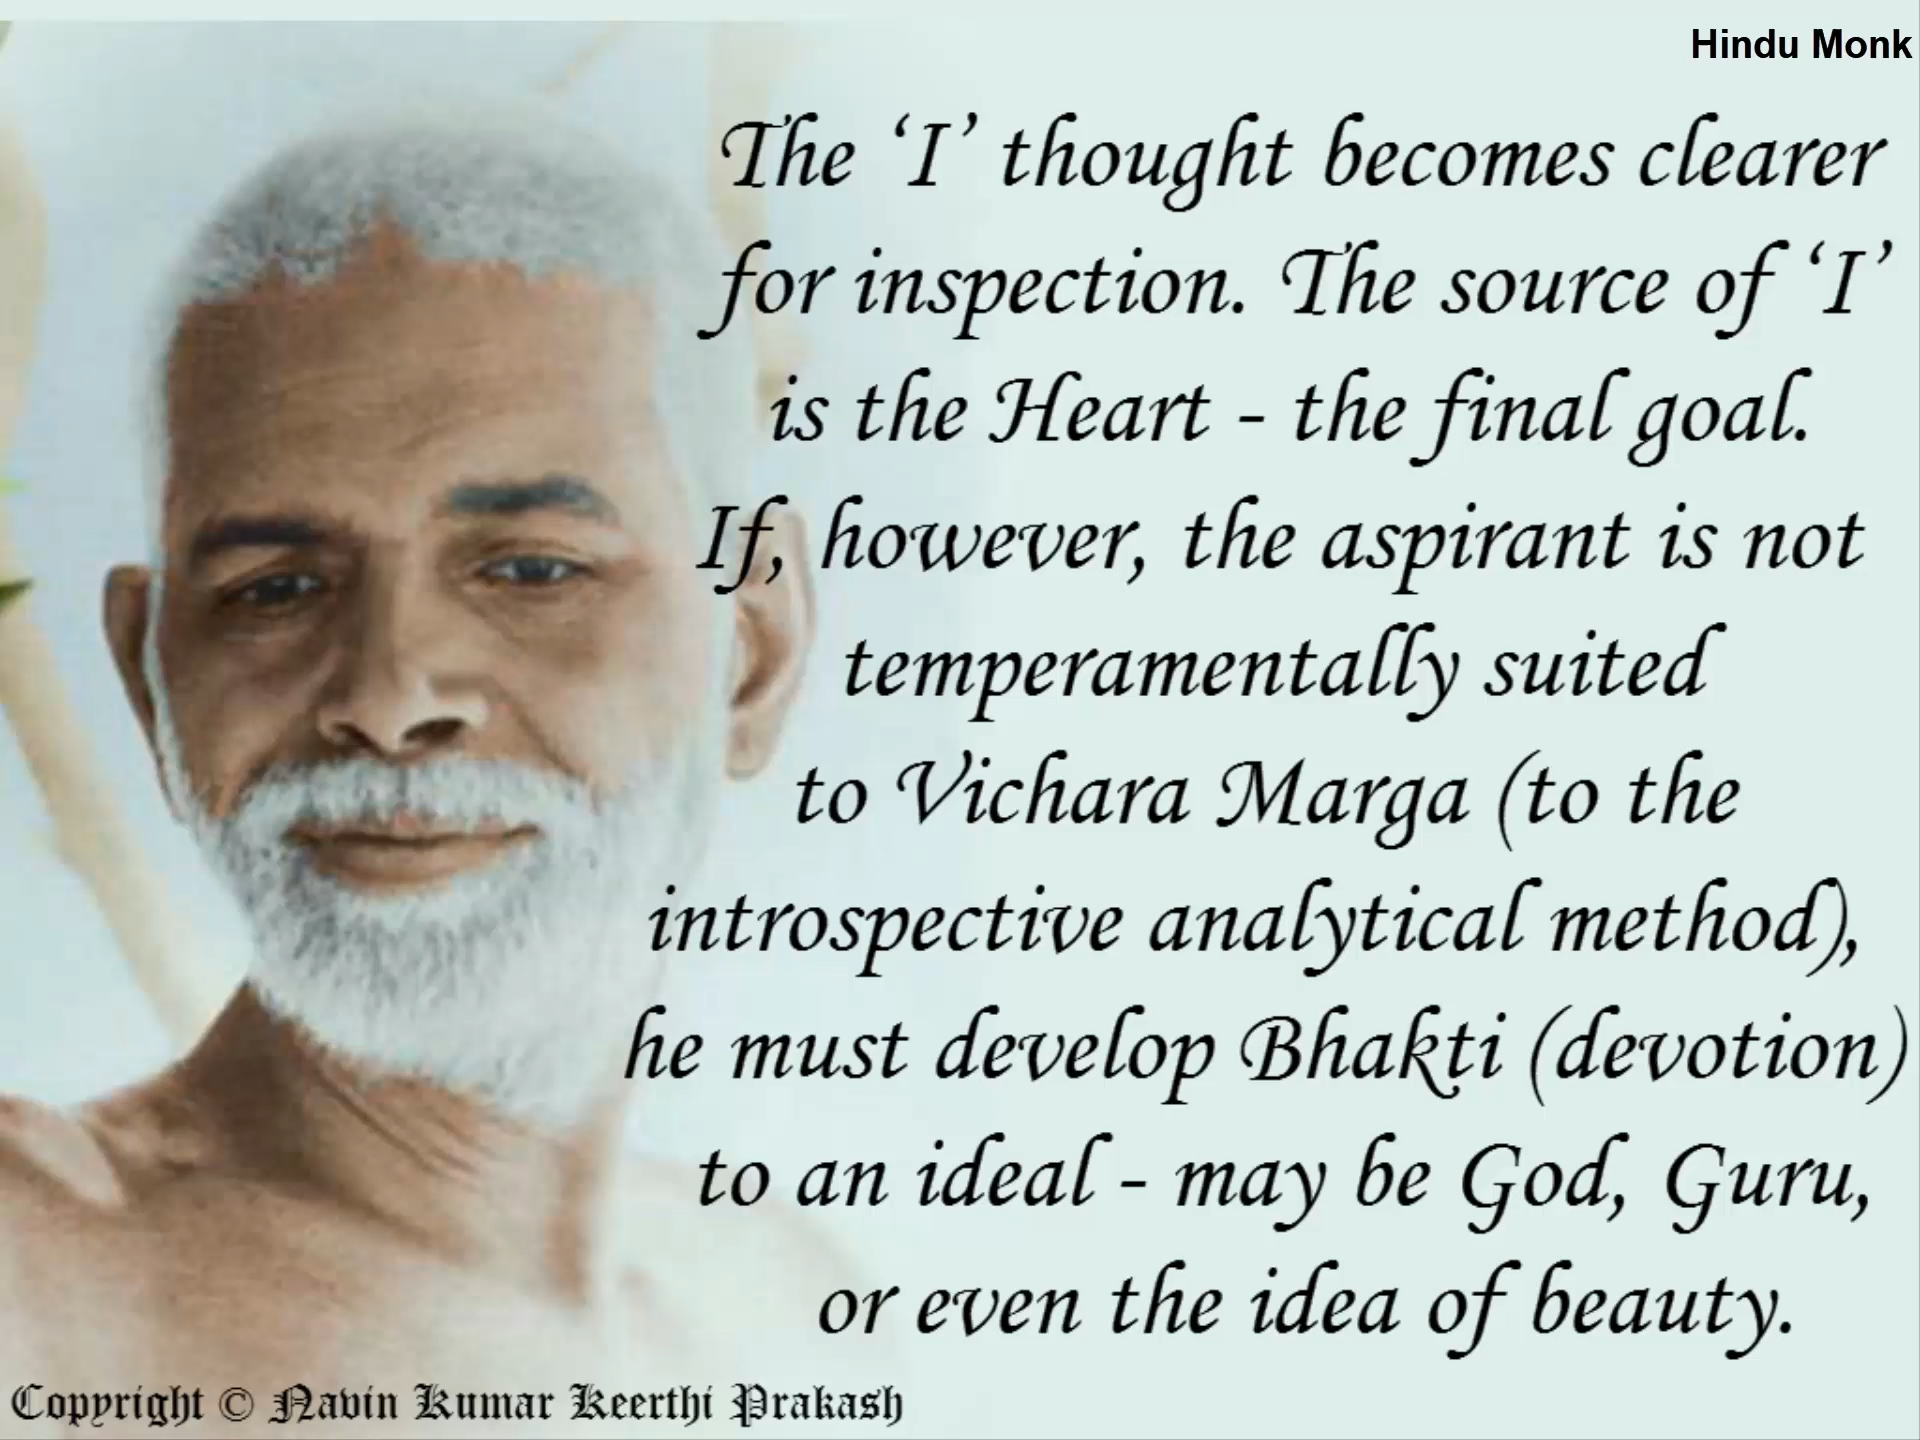 Hindu Monk
The ‘I’ thought becomes clearer
for inspection. The source of ‘I’
is the Heart - the final goal.
If, however, the aspirant is not
temperamentally suited
to Vichara Marga (to the
introspective analytical method),
he must develop Bhakti (devotion)
to an ideal - may be God, Guru,
or even the idea of beauty.
Copyright © Navin Kumar Keerthi Prakash